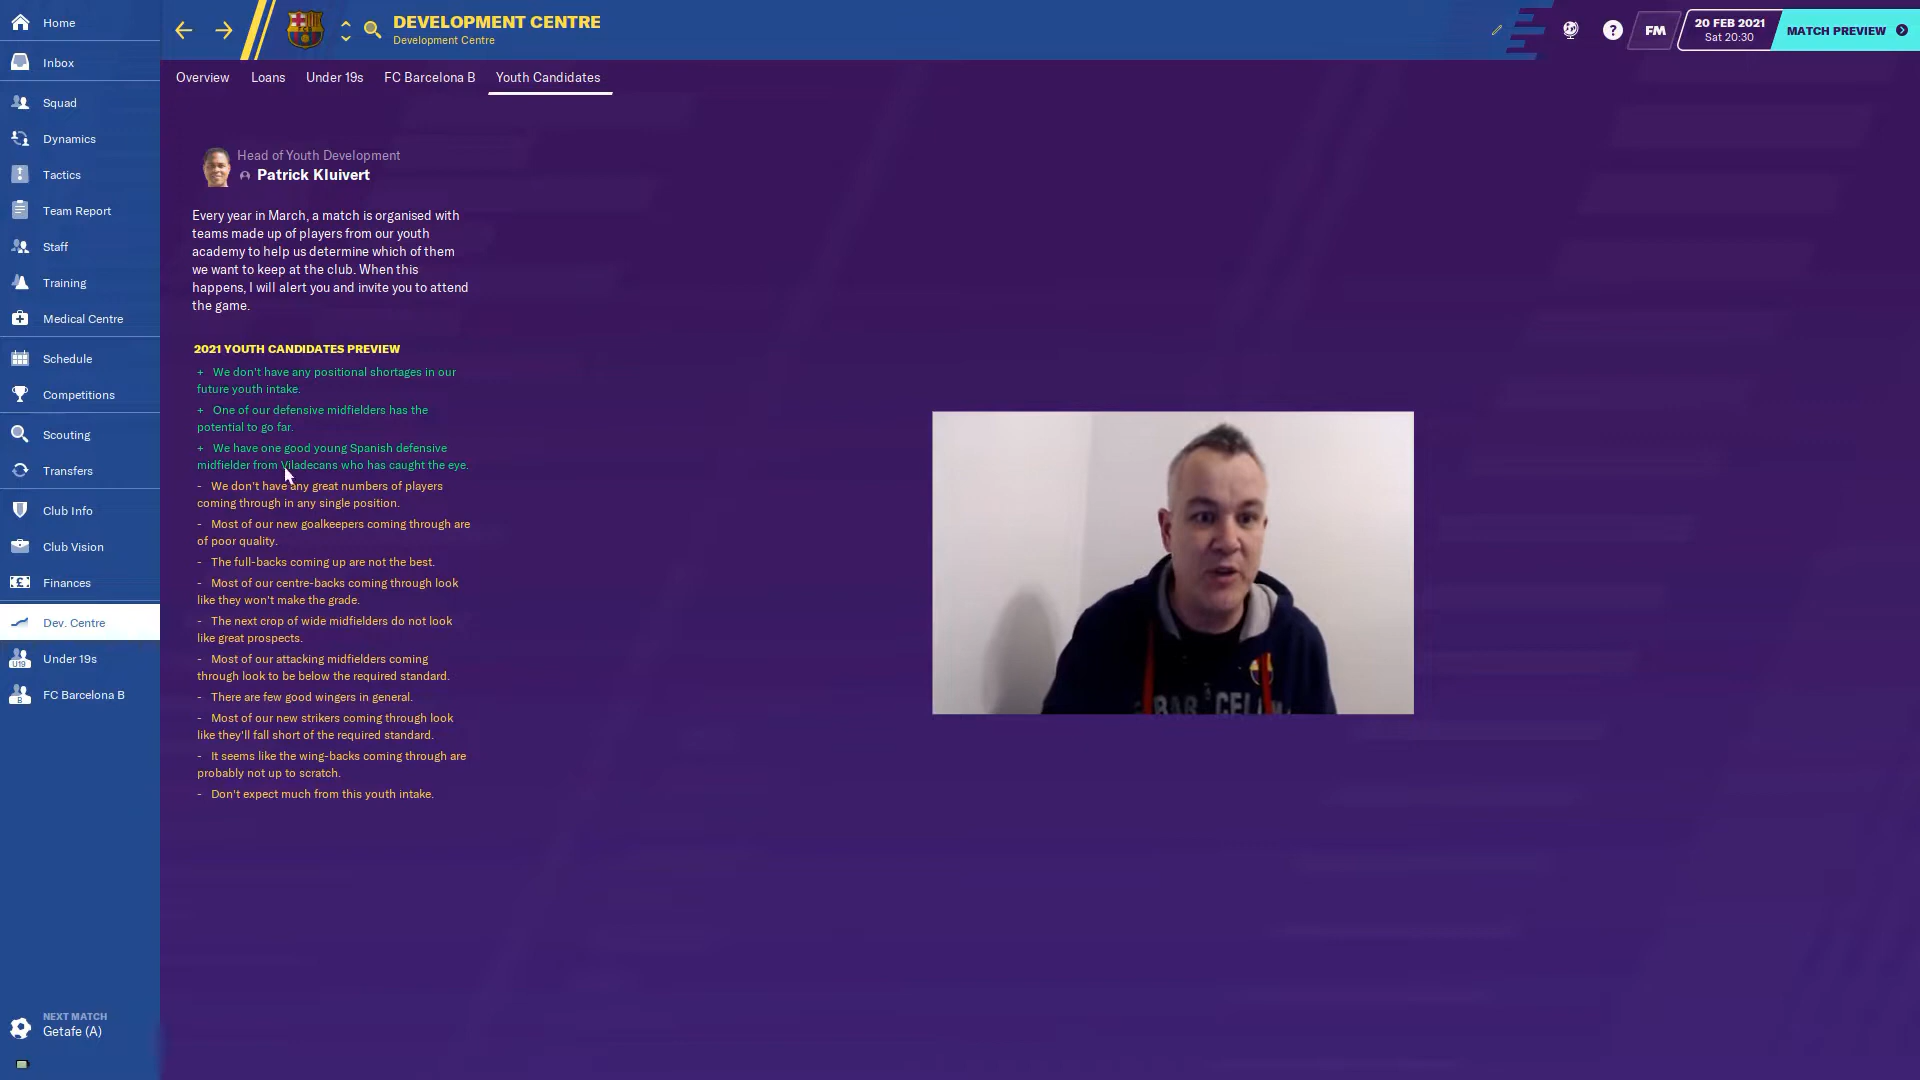 Home
Inbox
Squad
Dynamics
Tactics
Team Report
Staff
Training
Medical Centre
Schedule
Competitions
Scouting
Transfers
Club Info
Club Vision
Finances
Dev. Centre
U19
Under 19s
B
FC Barcelona B
NEXT MATCH
Getafe (A)
DEVELOPMENT CENTRE
Development Centre
?
FM
20 FEB 2021
Sat 20:30
MATCH PREVIEW
Overview
Loans
Under 19s
FC Barcelona B
Youth Candidates
Head of Youth Development
Patrick Kluivert
Every year in March, a match is organised with
teams made up of players from our youth
academy to help us determine which of them
we want to keep at the club. When this
happens, I will alert you and invite you to attend
the game.
2021 YOUTH CANDIDATES PREVIEW
+ We don't have any positional shortages in our
future youth intake.
+ One of our defensive midfielders has the
potential to go far.
+ We have one good young Spanish defensive
midfielder from Viladecans who has caught the eye.
- We don't have any great numbers of players
coming through in any single position.
- Most of our new goalkeepers coming through are
of poor quality.
- The full-backs coming up are not the best.
- Most of our centre-backs coming through look
like they won't make the grade.
- The next crop of wide midfielders do not look
like great prospects.
- Most of our attacking midfielders coming
through look to be below the required standard.
- There are few good wingers in general.
- Most of our new strikers coming through look
like they'll fall short of the required standard.
- It seems like the wing-backs coming through are
probably not up to scratch.
- Don't expect much from this youth intake.